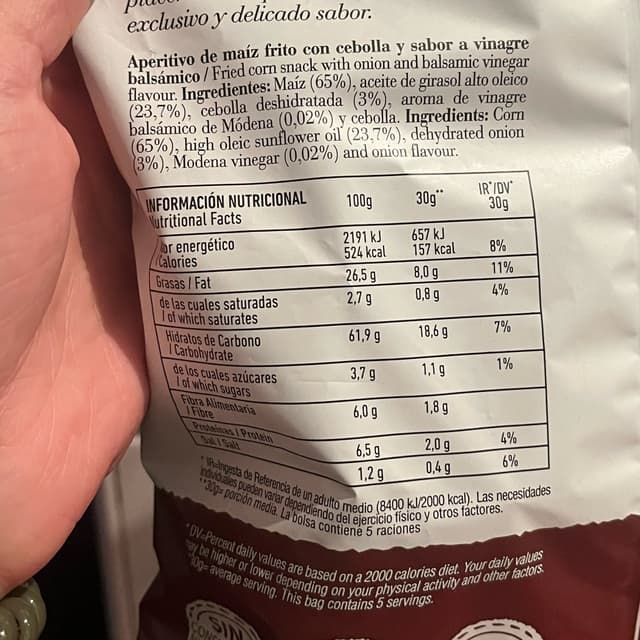 exclusivo y delicado sabor.
Aperitivo de maíz frito con cebolla y sabor a vinagre
balsámico / Fried corn snack with onion and balsamic vinegar
flavour. Ingredientes: Maíz (65%), aceite de girasol alto oleico
(23,7%), cebolla deshidratada (3%), aroma de vinagre
balsámico de Módena (0,02%) y cebolla. Ingredients: Corn
(65%), high oleic sunflower oil (23,7%), dehydrated onion
(3%), Modena vinegar (0,02%) and onion flavour.
INFORMACIÓN NUTRICIONAL 100g 30g** IR*/DV*
Nutritional Facts 30g
energético 2191 kJ 657 kJ
/Calories 524 kcal 157 kcal 8%
Grasas / Fat 26,5 g 8,0 g 11%
de las cuales saturadas 2,7 g 0,8 g 4%
/ of which saturates
Hidratos de Carbono 61,9 g 18,6 g 7%
/ Carbohydrate
de los cuales azúcares 3,7 g 1,1 g 1%
/ of which sugars
Fibra Alimentaria 6,0 g 1,8 g
/ Fibre
Proteínas / Protein 6,5 g 2,0 g 4%
Sal / Salt 1,2 g 0,4 g 6%
* IR=Ingesta de Referencia de un adulto medio (8400 kJ/2000 kcal). Las necesidades
individuales pueden variar dependiendo del ejercicio físico y otros factores.
**30g= porción media. La bolsa contiene 5 raciones
*DV=Percent daily values are based on a 2000 calories diet. Your daily values
may be higher or lower depending on your physical activity and other factors.
30g= average serving. This bag contains 5 servings.
SIN